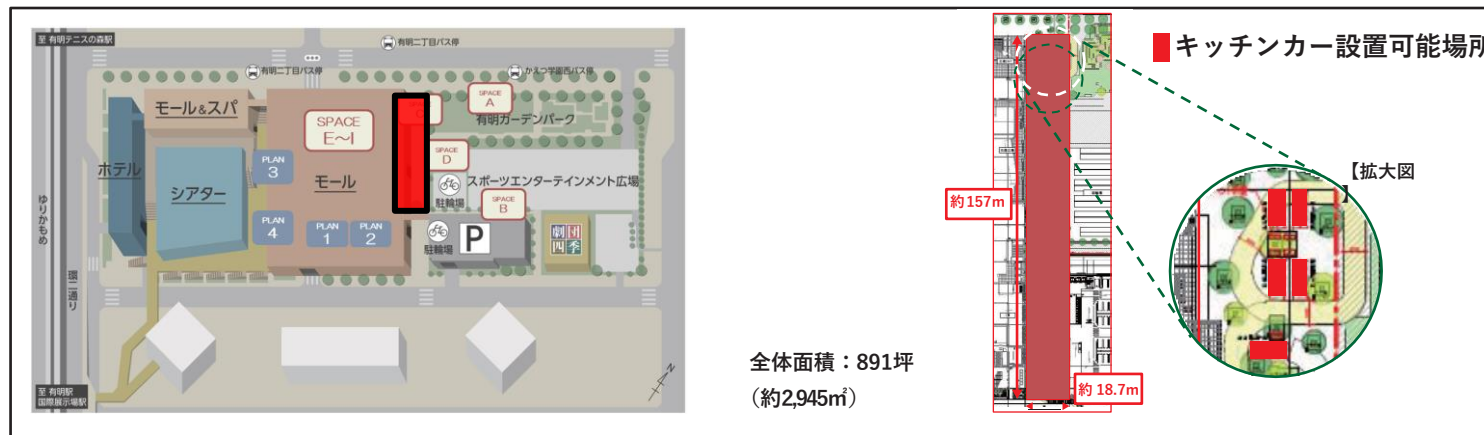 至 有明テニスの森駅
有明二丁目バス停
有明二丁目バス停
かえつ学園西バス停
モール&スパ
SPACE
E~I
SPACE
A
有明ガーデンパーク
PLAN
3
SPACE
D
ホテル
シアター
モール
スポーツエンターテインメント広場
駐輪場
SPACE
B
ゆりかもめ
PLAN
4
PLAN
1
PLAN
2
駐輪場
P
劇団
四季
環二通り
至 有明駅
国際展示場駅
N
全体面積：891坪
（約2,945㎡）
約157m
約18.7m
キッチンカー設置可能場所
【拡大図
】